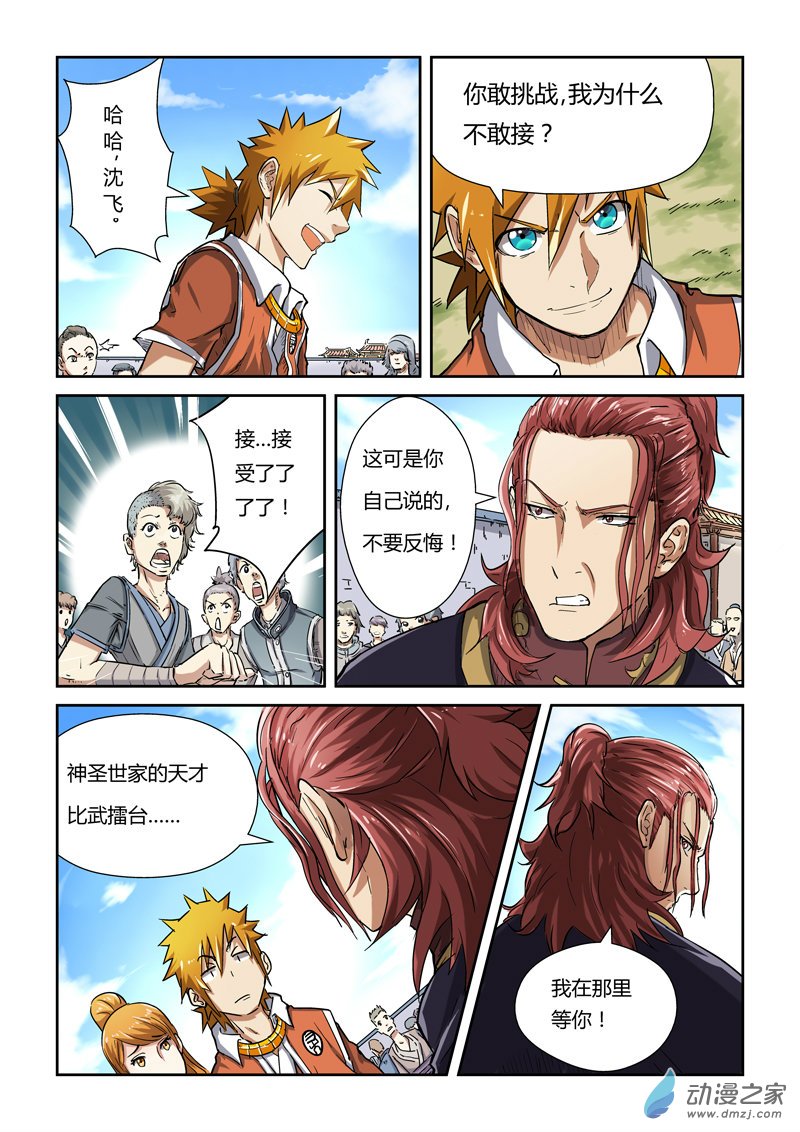 哈哈，沈飞。
你敢挑战，我为什么
不敢接？
接…接
受了了
了了！
这可是你
自己说的，
不要反悔！
神圣世家的天才
比武擂台……
我在那里
等你！
动漫之家
www.dmzj.com